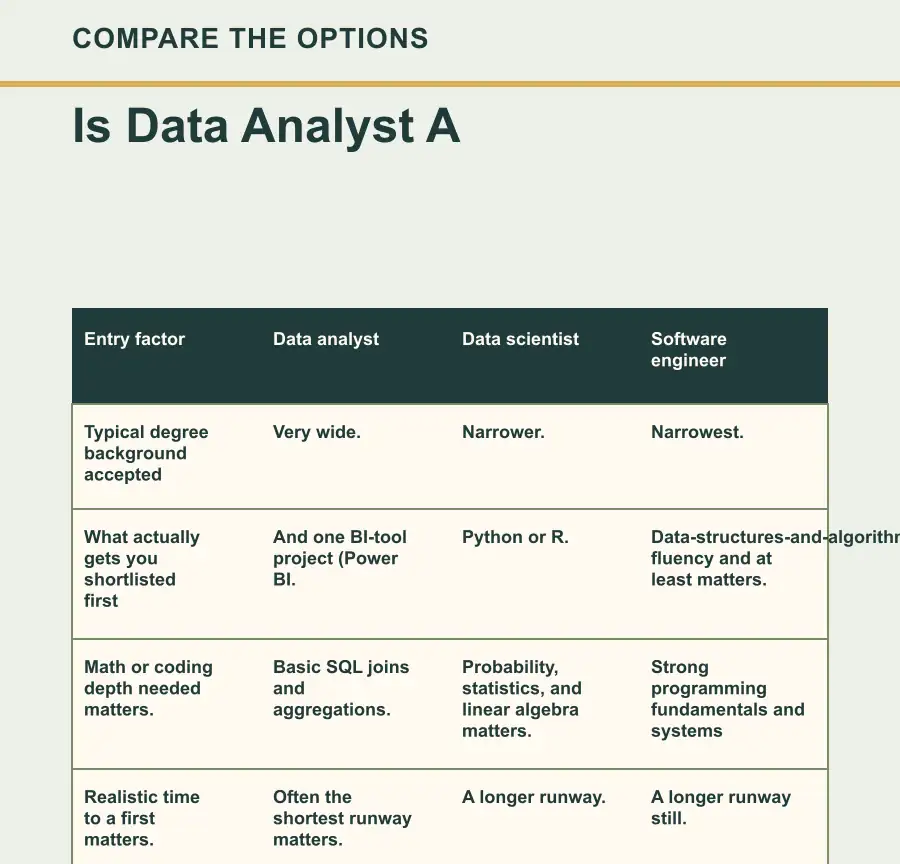 COMPARE THE OPTIONS
Is Data Analyst A
Entry factor
Data analyst
Data scientist
Software
engineer
Typical degree
background
accepted
Very wide.
Narrower.
Narrowest.
What actually
gets you
shortlisted
first
And one BI-tool
project (Power
BI.
Python or R.
Data-structures-and-algorithm
fluency and at
least matters.
Math or coding
depth needed
matters.
Basic SQL joins
and
aggregations.
Probability,
statistics, and
linear algebra
matters.
Strong
programming
fundamentals and
systems
Realistic time
to a first
matters.
Often the
shortest runway
matters.
A longer runway.
A longer runway
still.